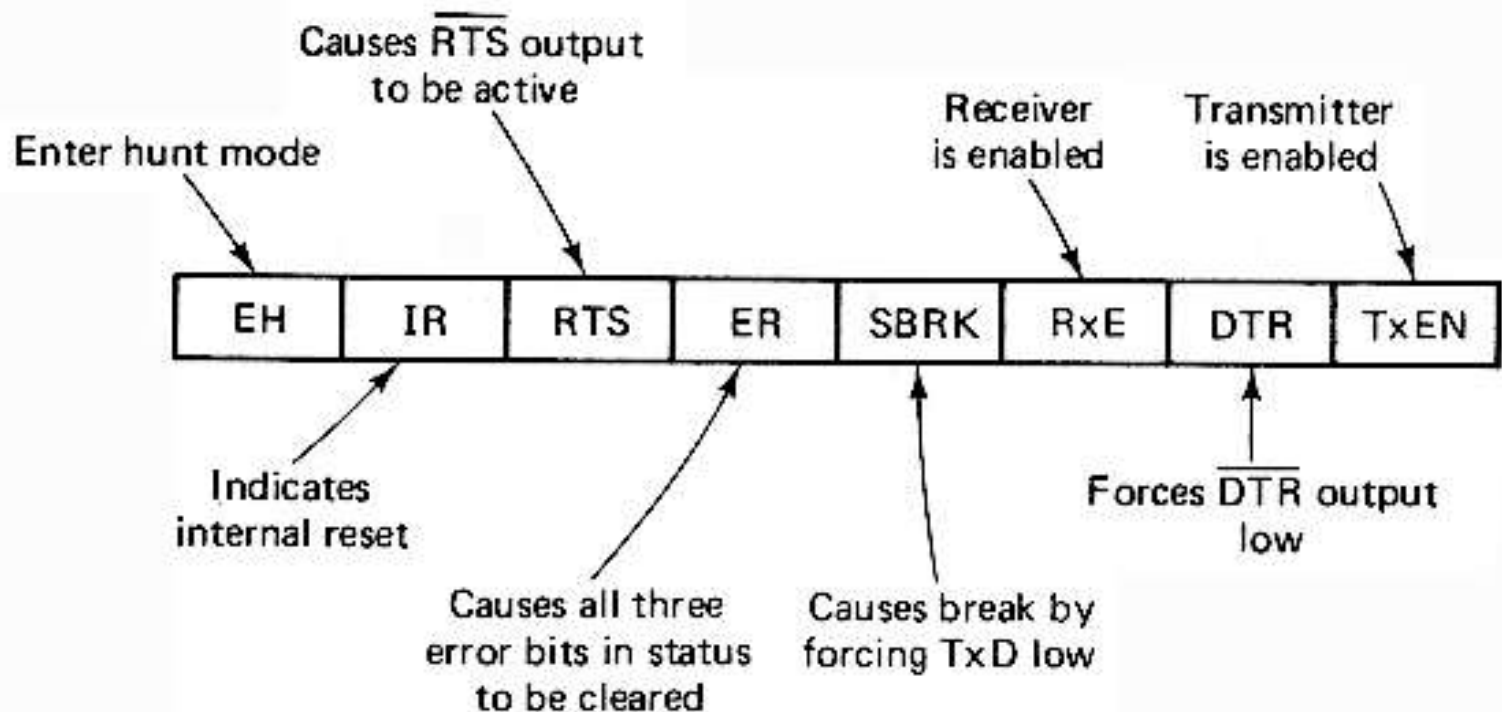 Causes RTS output
to be active
Enter hunt mode
Receiver
is enabled
Transmitter
is enabled
EH IR RTS ER SBRK RxE DTR TxEN
Indicates
internal reset
Causes all three
error bits in status
to be cleared
Causes break by
forcing TxD low
Forces DTR output
low